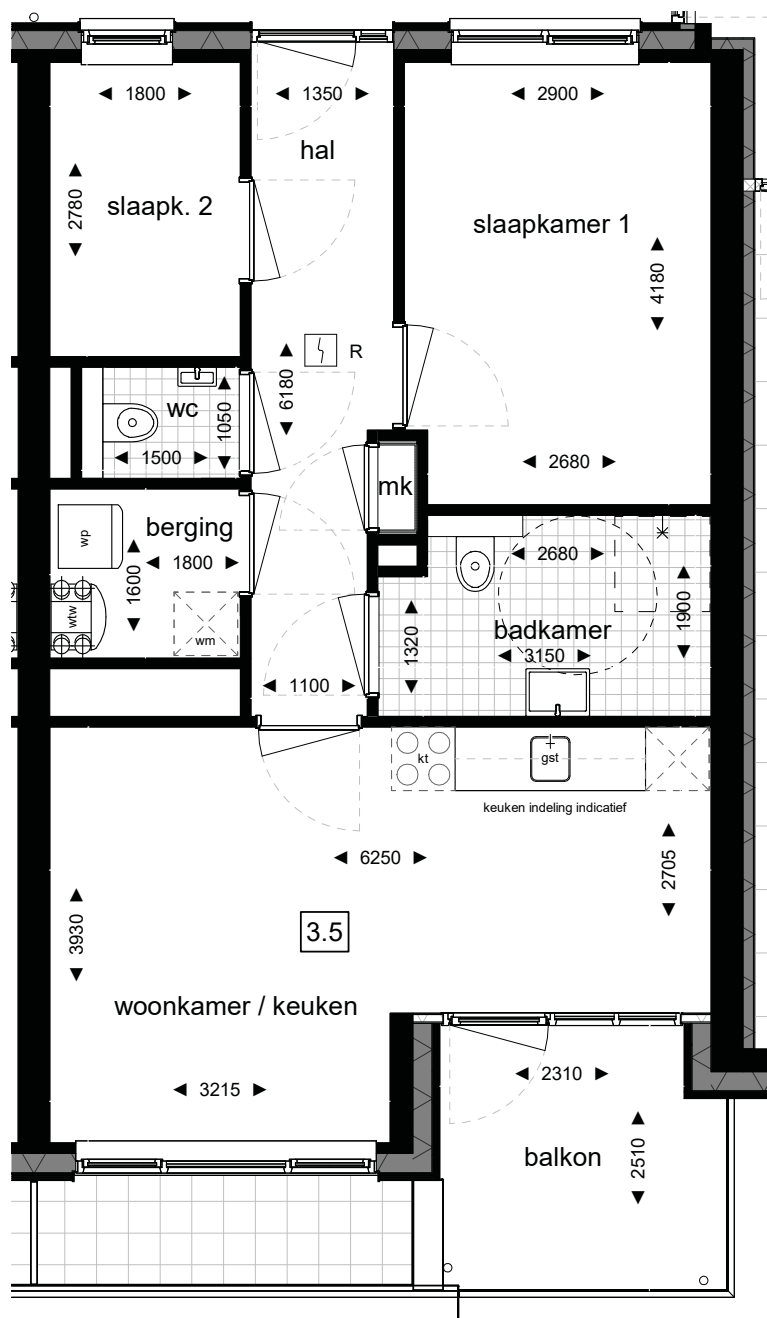 1800
1350
2900
hal
2780
slaapk. 2
slaapkamer 1
4180
R
6180
wc
1050
1500
2680
mk
berging
wp
1800
1600
2680
1900
wtw
wm
badkamer
1320
3150
1100
kt
gst
keuken indeling indicatief
6250
2705
3930
3.5
woonkamer / keuken
3215
2310
balkon
2510